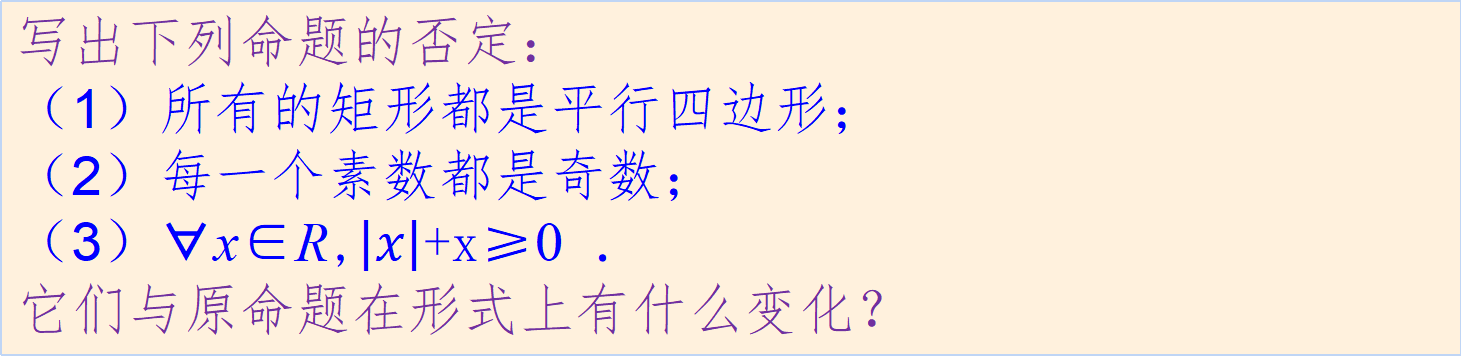 写出下列命题的否定：
（1）所有的矩形都是平行四边形；
（2）每一个素数都是奇数；
（3）∀x∈R,|x|+x≥0 .
它们与原命题在形式上有什么变化？